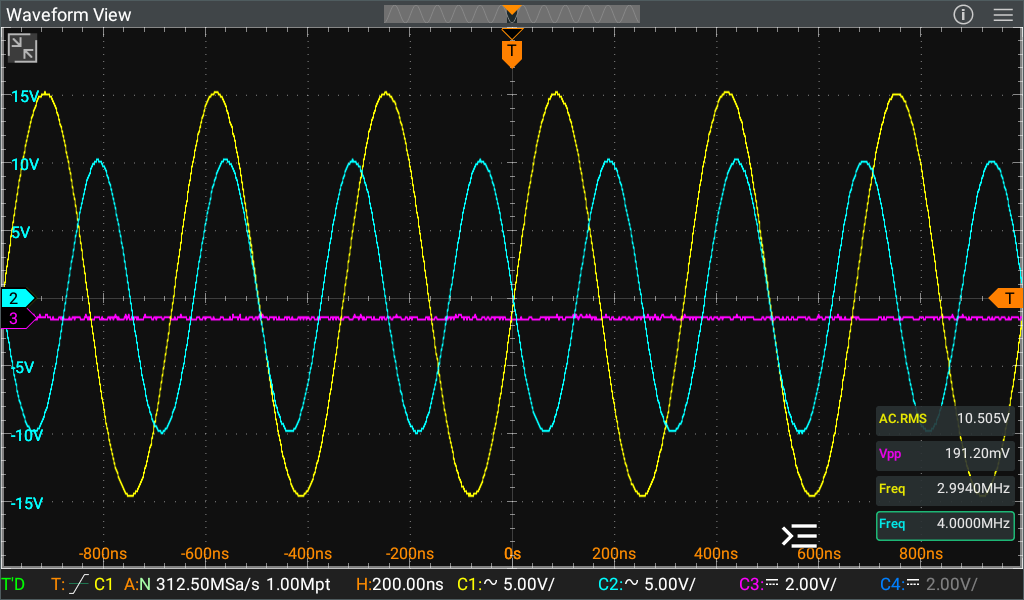 Waveform View
T
15V
10V
5V
2 T
3
-5V
-10V
AC.RMS 10.505V
Vpp 191.20mV
Freq 2.9940MHz
-15V
Freq 4.0000MHz
-800ns -600ns -400ns -200ns 0s 200ns 400ns 600ns 800ns
T'D T: C1 A:N 312.50MSa/s 1.00Mpt H:200.00ns C1:~ 5.00V/ C2:~ 5.00V/ C3: 2.00V/ C4: 2.00V/